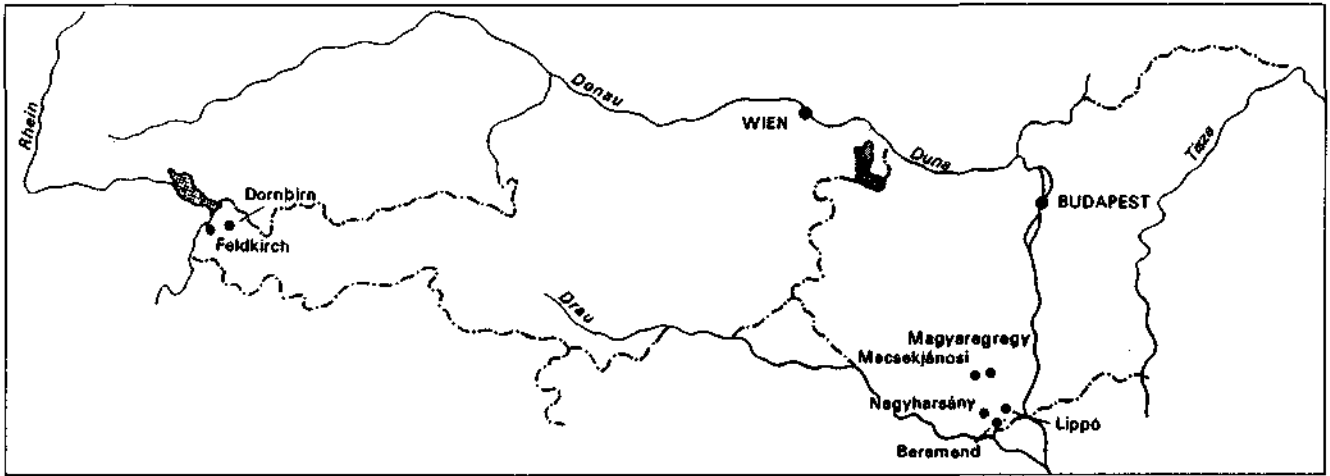 Rhein
Donau
WIEN
Duna
Tisza
BUDAPEST
Dornbirn
Feldkirch
Drau
Magyaregregy
Mecsekjánosi
Nagyharsány
Lippó
Beremend